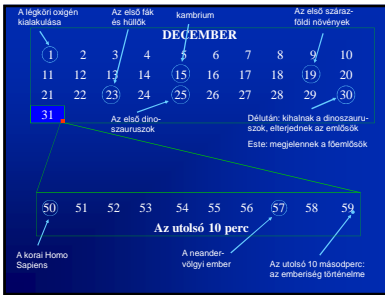 A légköri oxigén
kialakulása
Az első fák
és hüllők
kambrium
Az első száraz-
földi növények
DECEMBER
1 2 3 4 5 6 7 8 9 10
11 12 13 14 15 16 17 18 19 20
21 22 23 24 25 26 27 28 29 30
31
Az első dino-
szauruszok
Délután: kihalnak a dinoszauru-
szok, elterjednek az emlősök
Este: megjelennek a főemlősök
50 51 52 53 54 55 56 57 58 59
Az utolsó 10 perc
A korai Homo
Sapiens
A neander-
völgyi ember
Az utolsó 10 másodperc:
az emberiség történelme